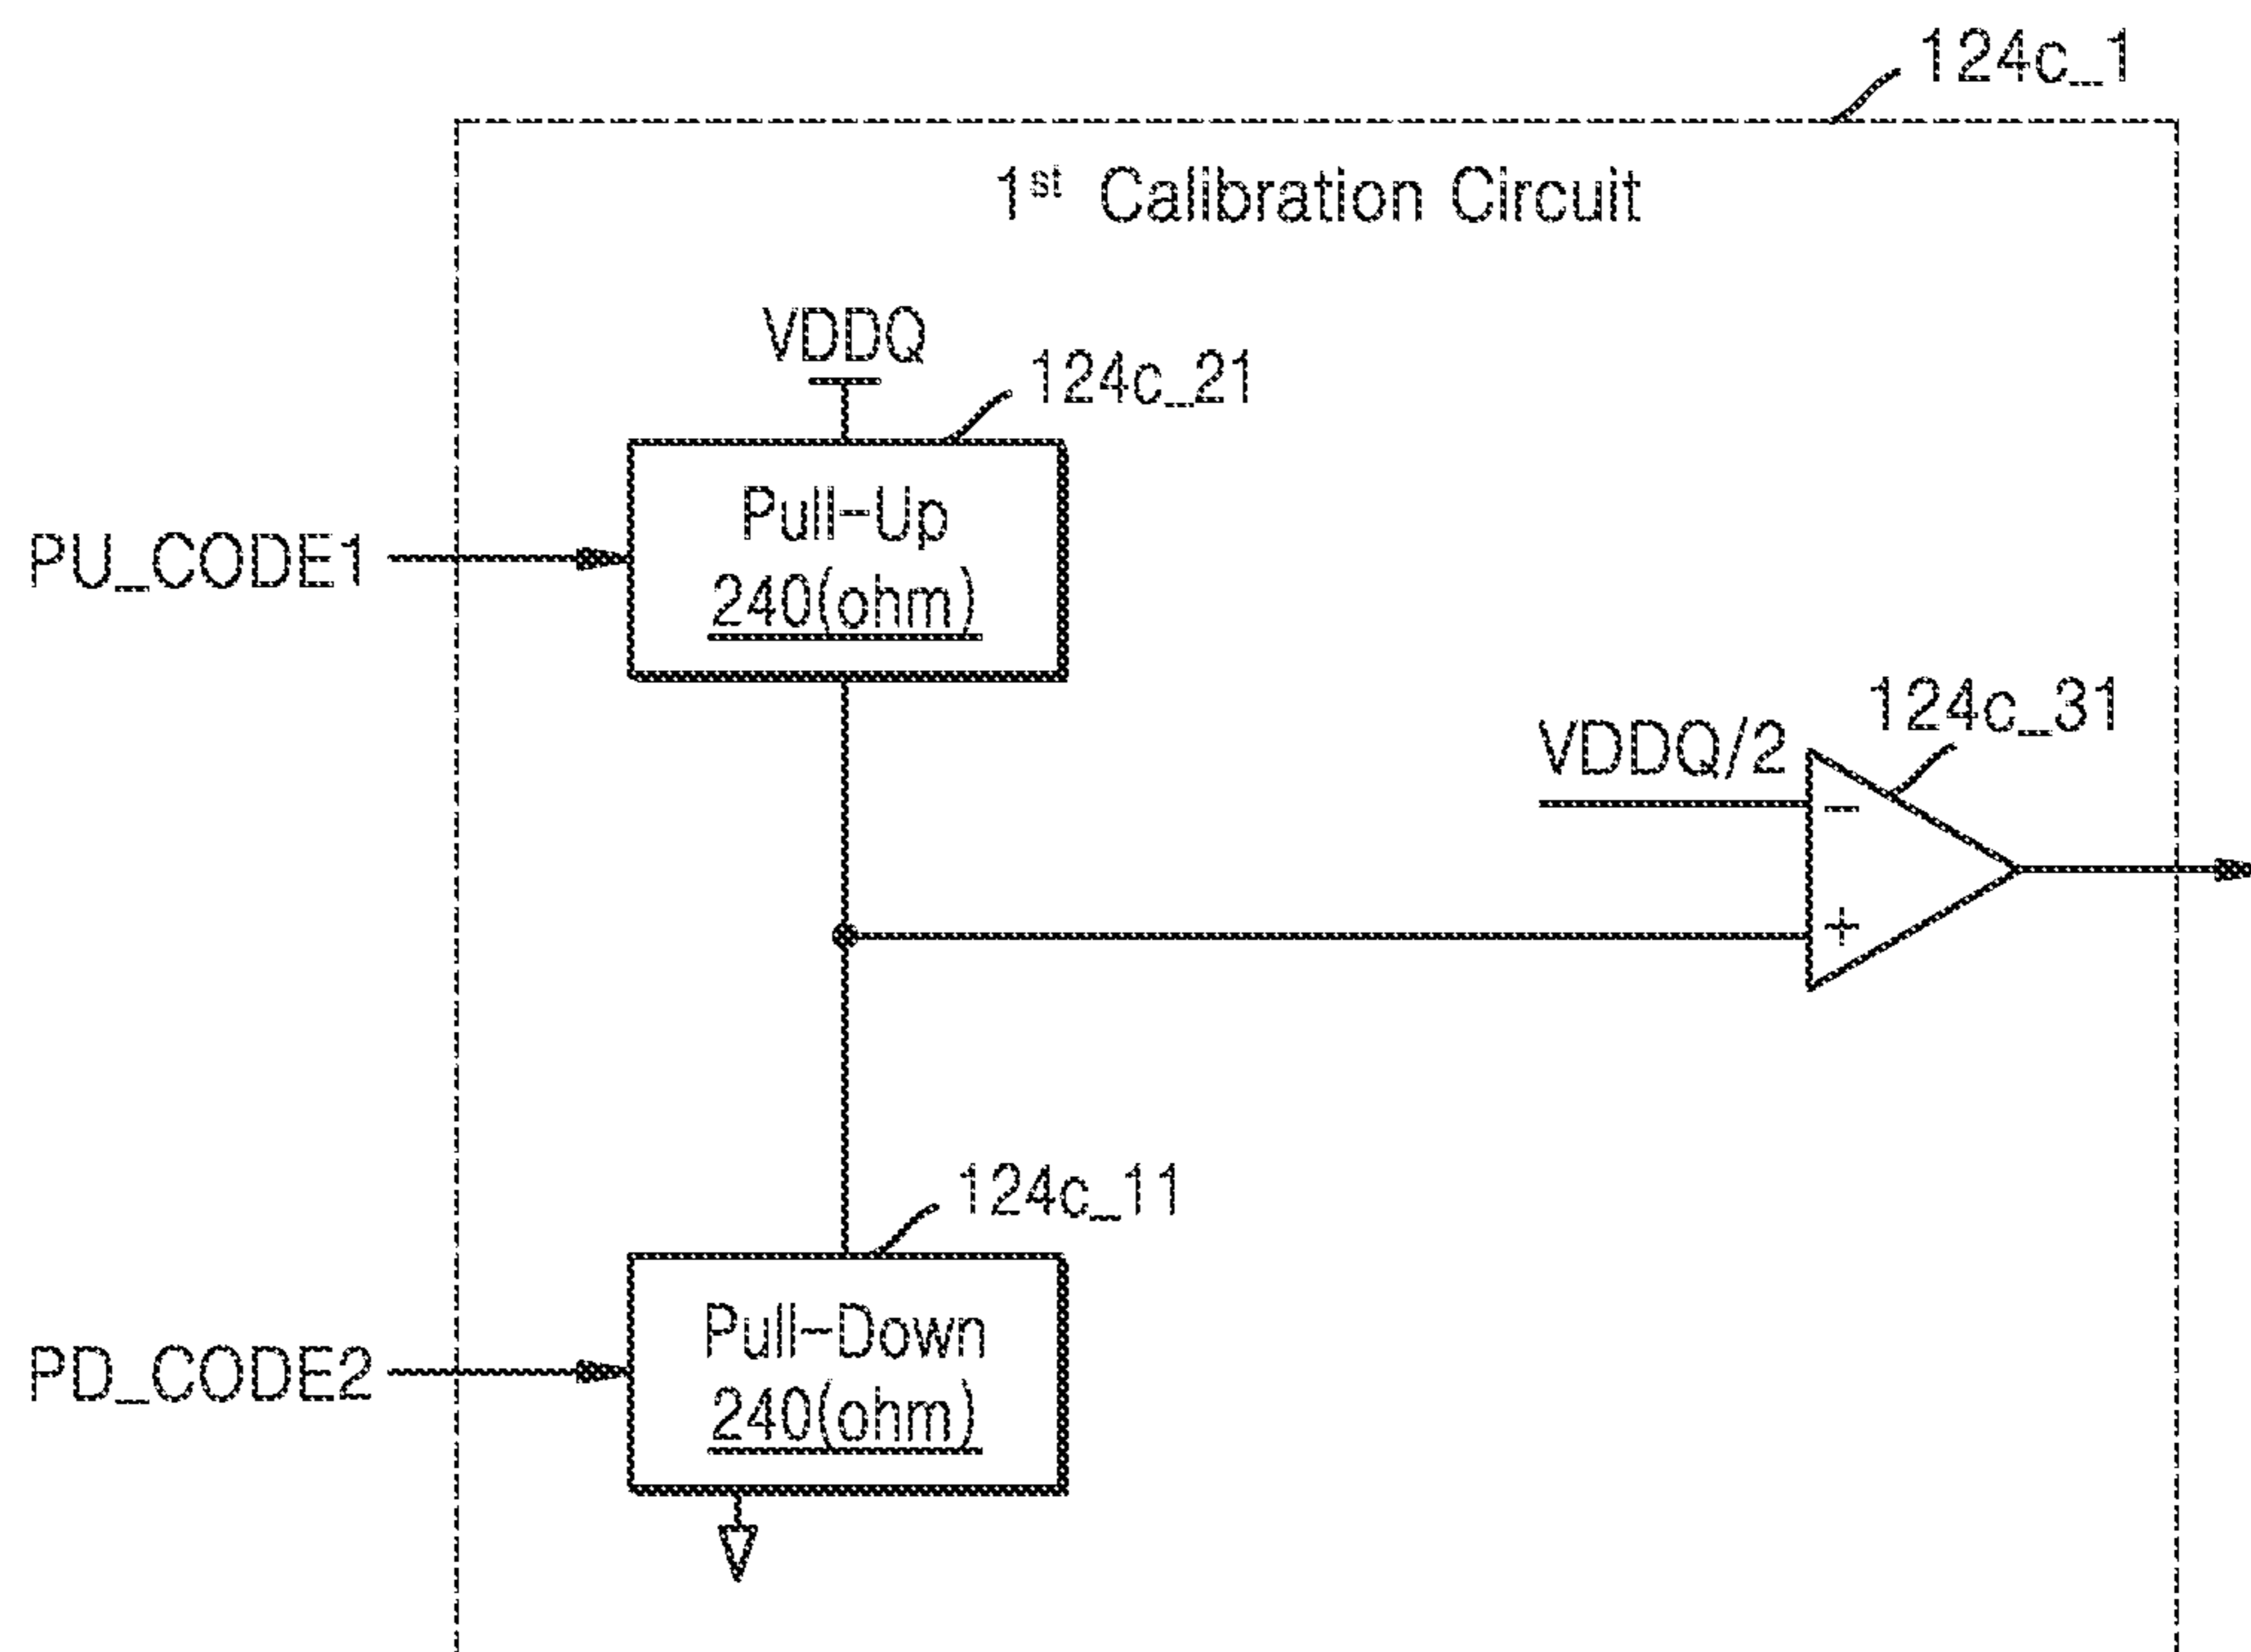 124c_1
1st Calibration Circuit
VDDQ
124c_21
Pull-Up
240(ohm)
PU_CODE1
124c_31
VDDQ/2
-
+
124c_11
Pull-Down
240(ohm)
PD_CODE2